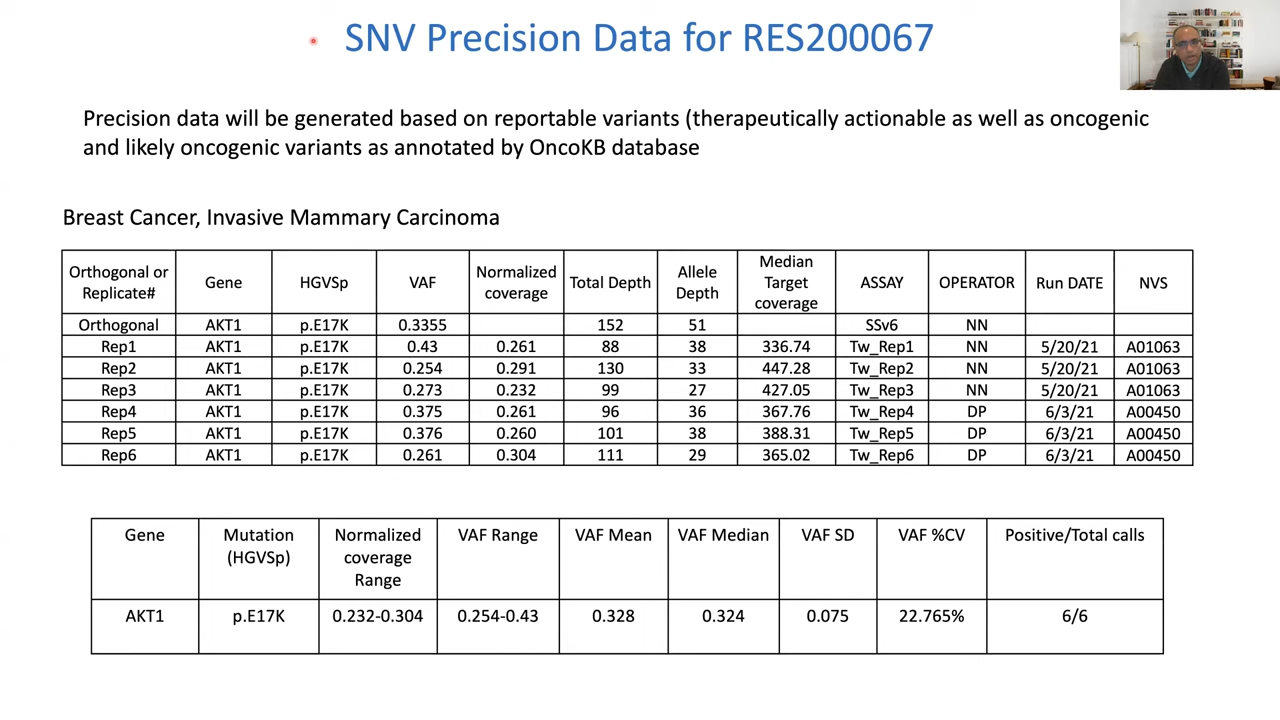 SNV Precision Data for RES200067
Precision data will be generated based on reportable variants (therapeutically actionable as well as oncogenic
and likely oncogenic variants as annotated by OncoKB database
Breast Cancer, Invasive Mammary Carcinoma
Orthogonal or Replicate# Gene HGVSp VAF Normalized coverage Total Depth Allele Depth Median Target coverage ASSAY OPERATOR Run DATE NVS
Orthogonal AKT1 p.E17K 0.3355 152 51 SSv6 NN
Rep1 AKT1 p.E17K 0.43 0.261 88 38 336.74 Tw_Rep1 NN 5/20/21 A01063
Rep2 AKT1 p.E17K 0.254 0.291 130 33 447.28 Tw_Rep2 NN 5/20/21 A01063
Rep3 AKT1 p.E17K 0.273 0.232 99 27 427.05 Tw_Rep3 NN 5/20/21 A01063
Rep4 AKT1 p.E17K 0.375 0.261 96 36 367.76 Tw_Rep4 DP 6/3/21 A00450
Rep5 AKT1 p.E17K 0.376 0.260 101 38 388.31 Tw_Rep5 DP 6/3/21 A00450
Rep6 AKT1 p.E17K 0.261 0.304 111 29 365.02 Tw_Rep6 DP 6/3/21 A00450
Gene Mutation (HGVSp) Normalized coverage Range VAF Range VAF Mean VAF Median VAF SD VAF %CV Positive/Total calls
AKT1 p.E17K 0.232-0.304 0.254-0.43 0.328 0.324 0.075 22.765% 6/6